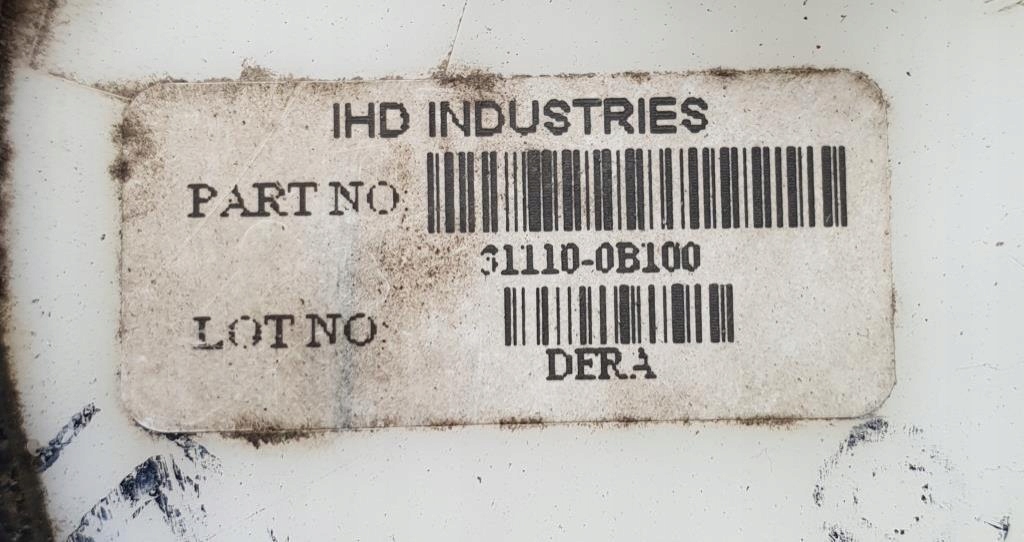 IHD INDUSTRIES
PART NO:
31110-0B100
LOT NO:
DERA